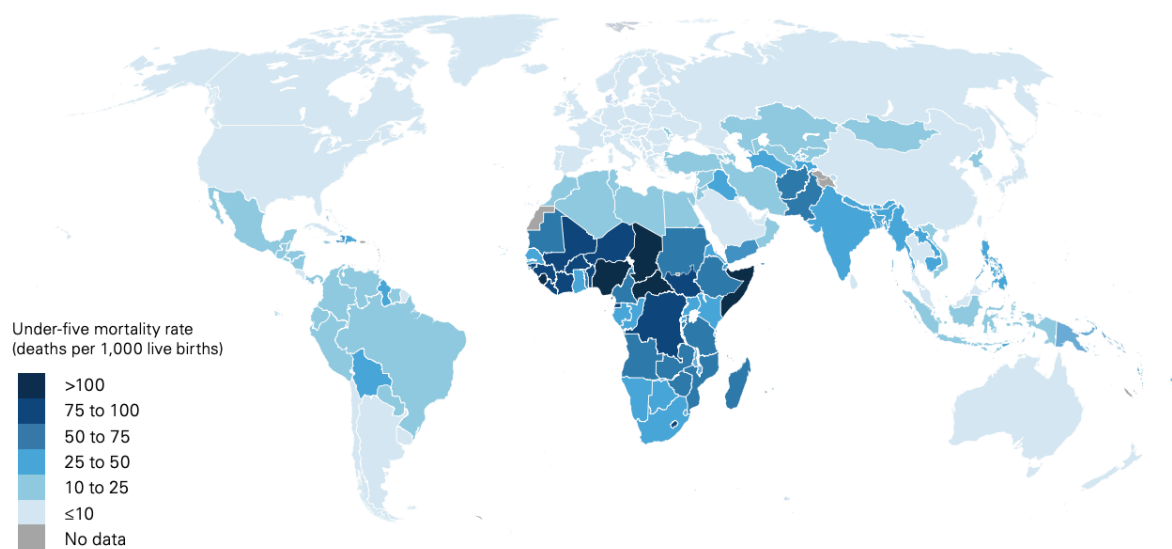 Under-five mortality rate
(deaths per 1,000 live births)
>100
75 to 100
50 to 75
25 to 50
10 to 25
≤10
No data